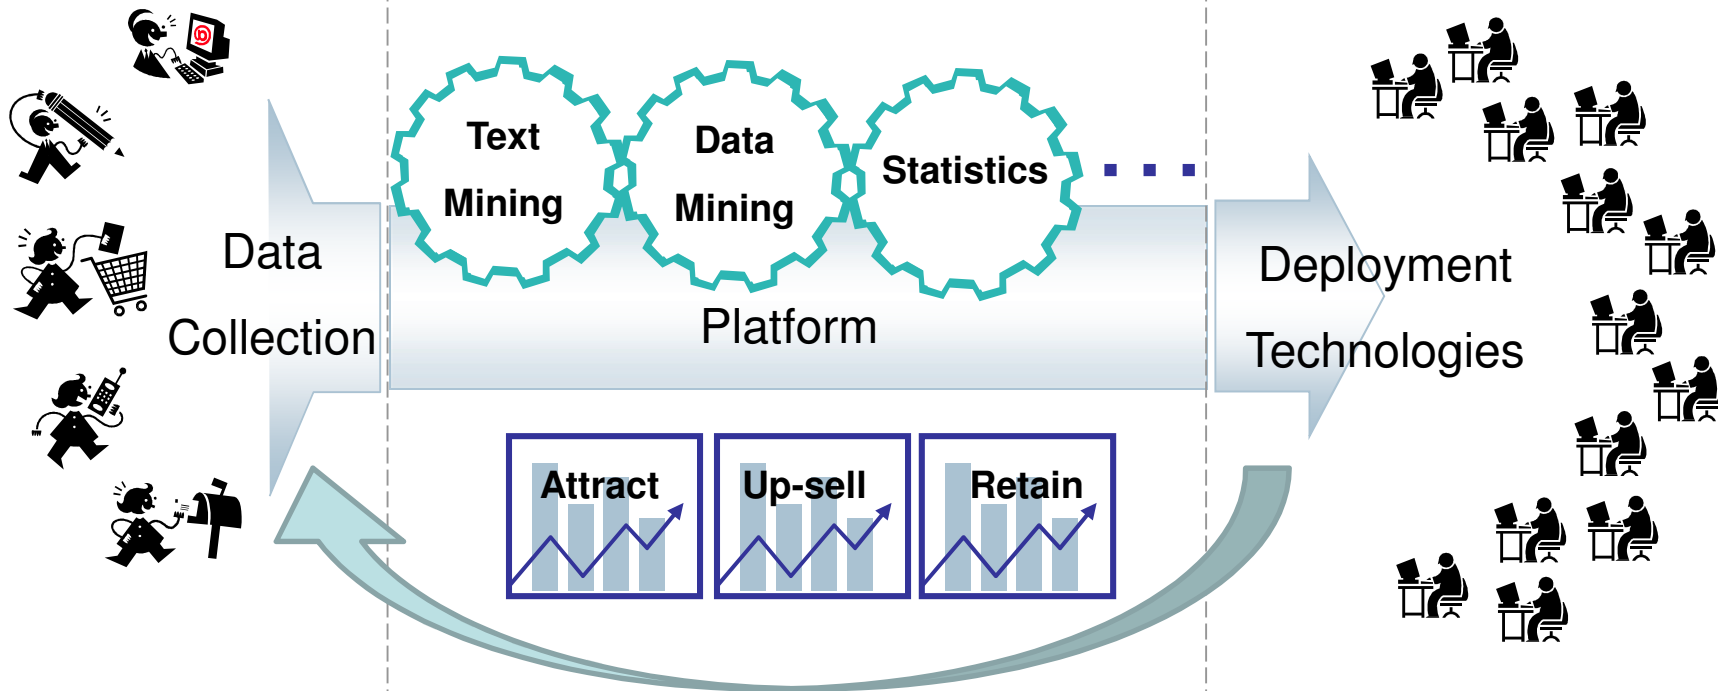 @
Text
Mining
Data
Mining
Statistics
Data
Collection
Platform
Deployment
Technologies
Attract
Up-sell
Retain